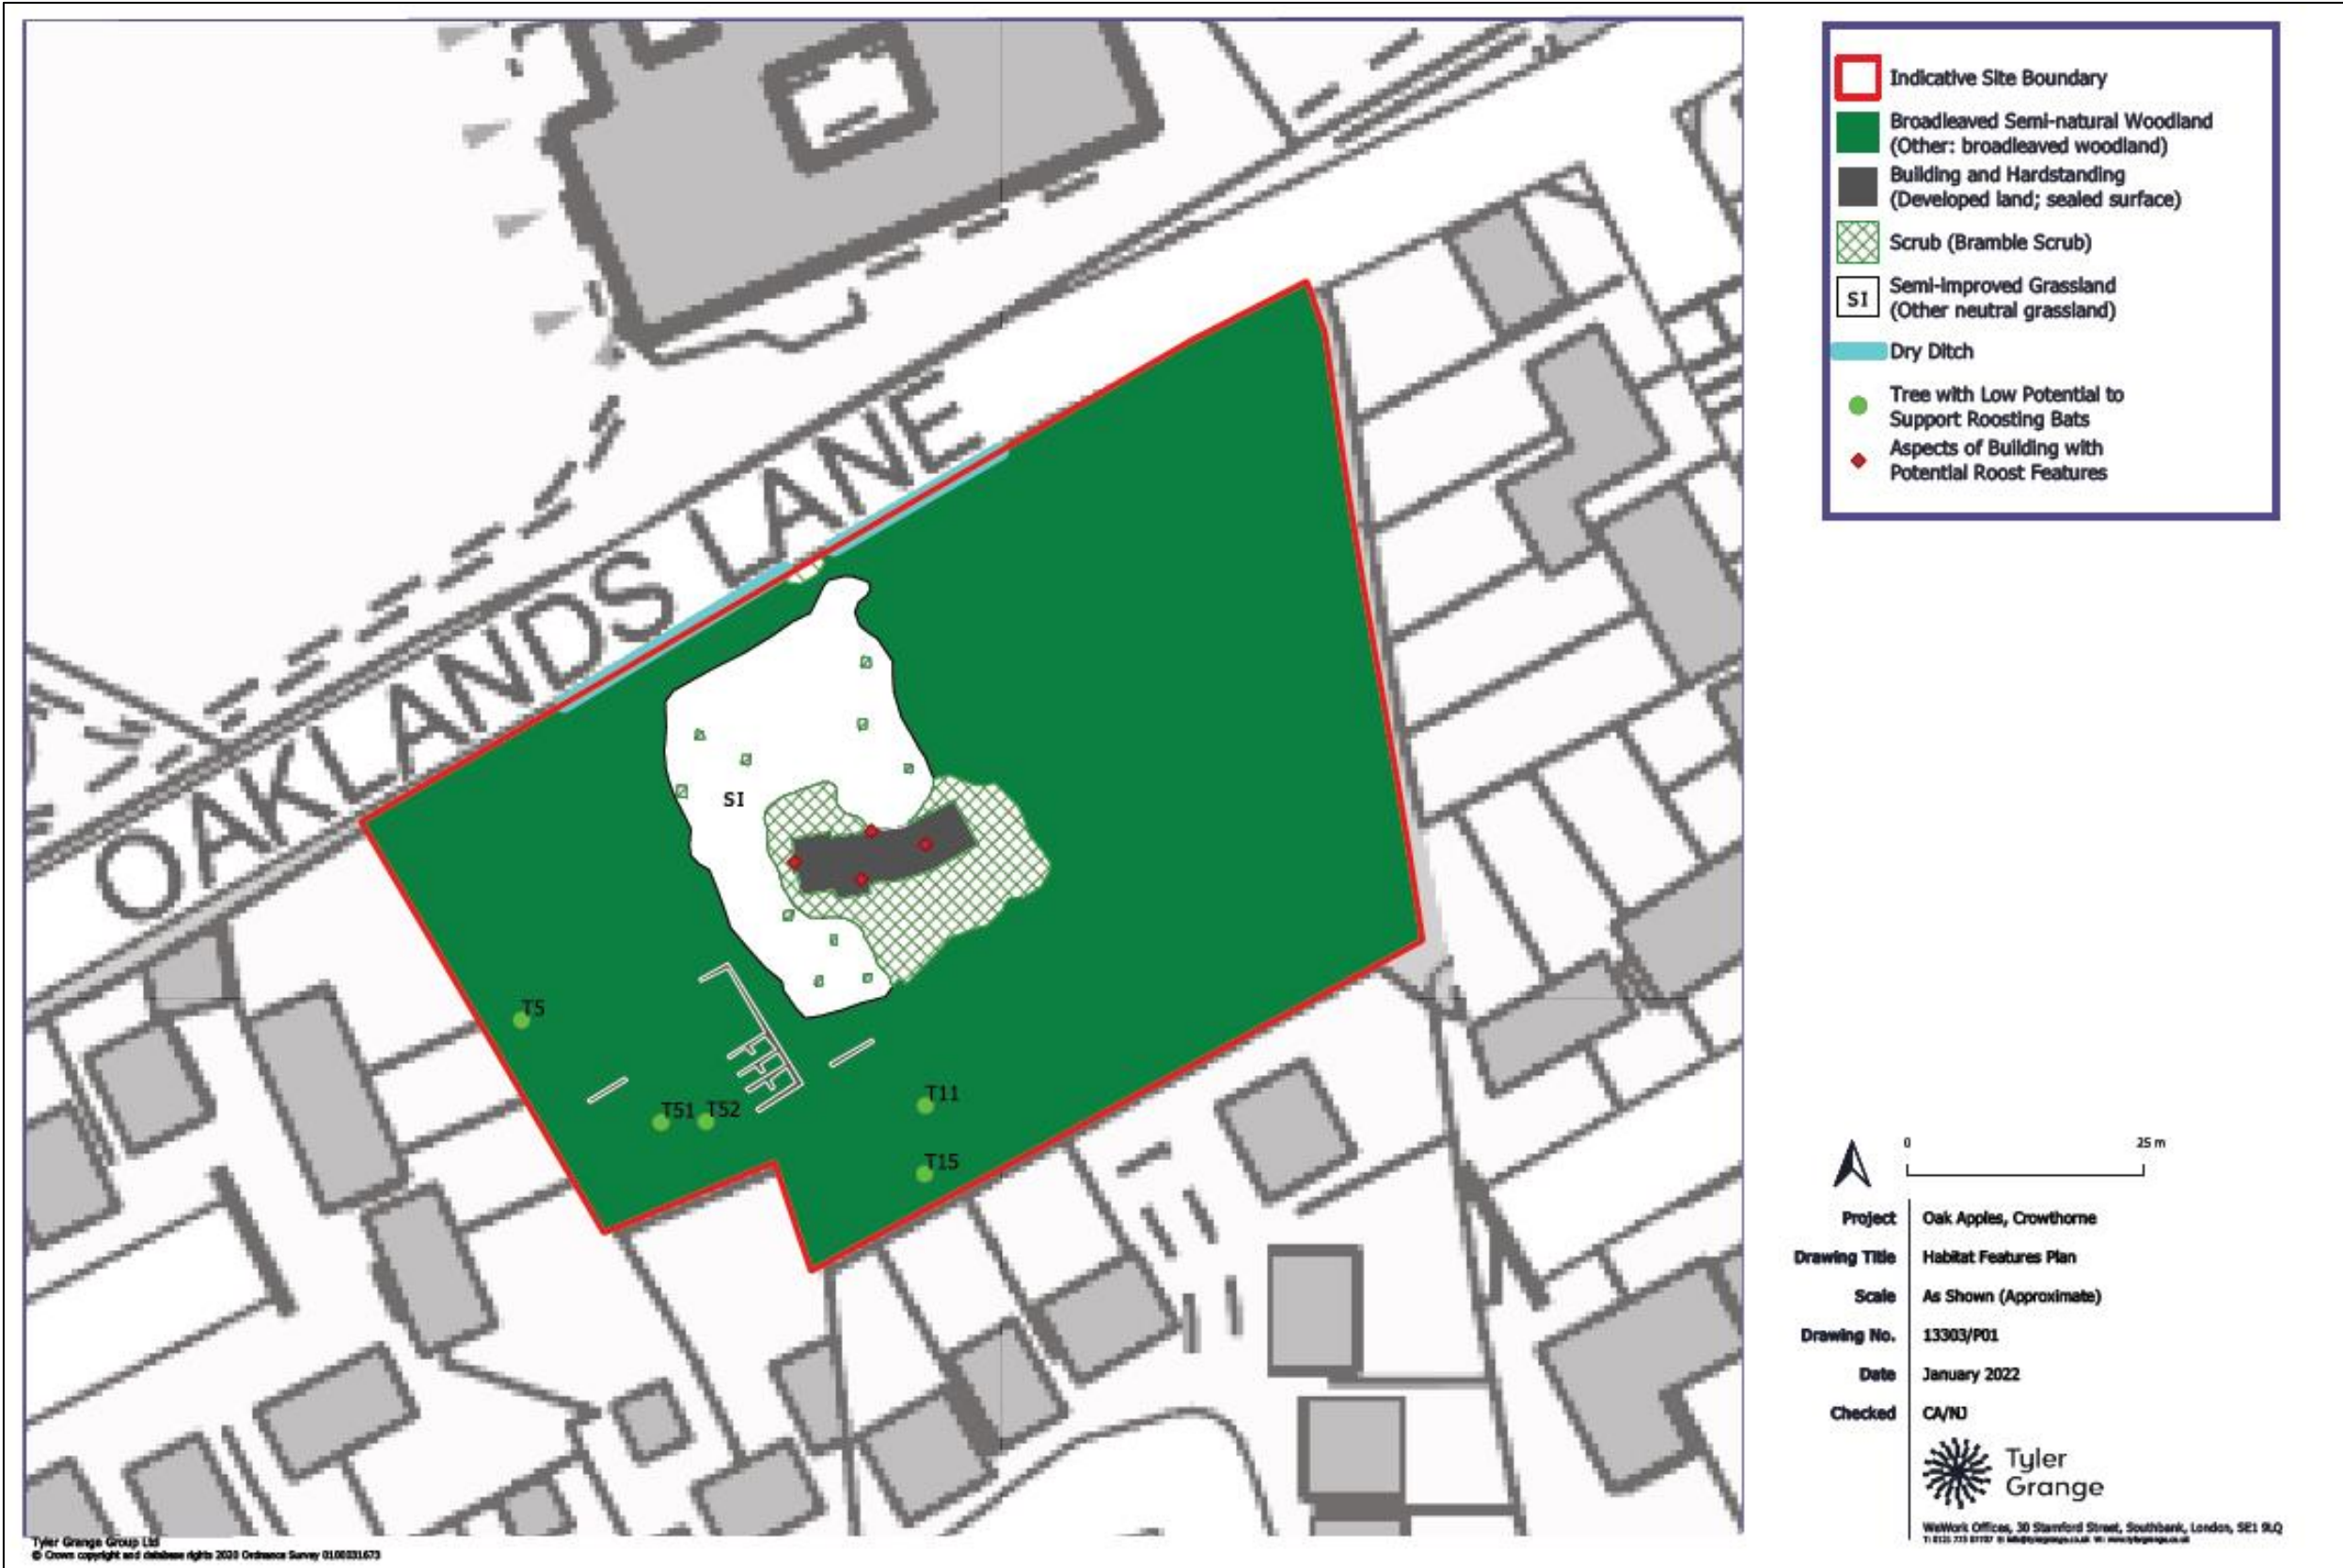 OAKLANDS LANE
SI
T5
T51
T52
T11
T15
Indicative Site Boundary
Broadleaved Semi-natural Woodland
(Other: broadleaved woodland)
Building and Hardstanding
(Developed land; sealed surface)
Scrub (Bramble Scrub)
SI
Semi-improved Grassland
(Other neutral grassland)
Dry Ditch
Tree with Low Potential to
Support Roosting Bats
Aspects of Building with
Potential Roost Features
0 25 m
Project Oak Apples, Crowthorne
Drawing Title Habitat Features Plan
Scale As Shown (Approximate)
Drawing No. 13303/P01
Date January 2022
Checked CA/NJ
Tyler
Grange
WeWork Offices, 30 Stamford Street, Southbank, London, SE1 9LQ
Tyler Grange Group Ltd
© Crown copyright and database rights 2020 Ordnance Survey 0100031673